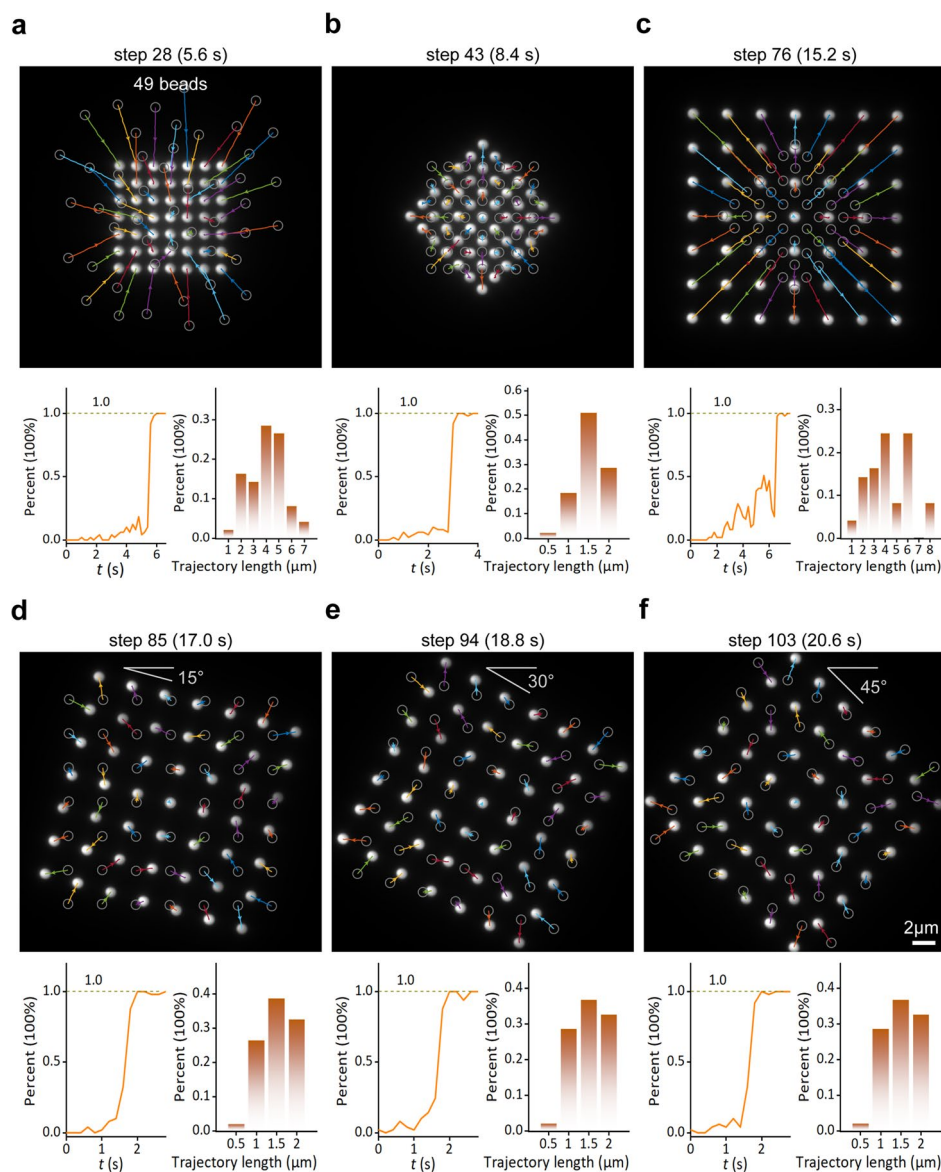 a
step 28 (5.6 s)
49 beads
b
step 43 (8.4 s)
c
step 76 (15.2 s)
Percent (100%)
1.0
0.5
0.0
1.0
0 2 4 6
t (s)
Percent (100%)
0.3
0.2
0.1
0.0
1 2 3 4 5 6 7
Trajectory length (μm)
Percent (100%)
1.0
0.5
0.0
1.0
0 2 4
t (s)
Percent (100%)
0.6
0.5
0.4
0.3
0.2
0.1
0.0
0.5 1 1.5 2
Trajectory length (μm)
Percent (100%)
1.0
0.5
0.0
1.0
0 2 4 6
t (s)
Percent (100%)
0.3
0.2
0.1
0.0
1 2 3 4 5 6 7 8
Trajectory length (μm)
d
step 85 (17.0 s)
15°
e
step 94 (18.8 s)
30°
f
step 103 (20.6 s)
45°
2μm
Percent (100%)
1.0
0.5
0.0
1.0
0 1 2
t (s)
Percent (100%)
0.4
0.3
0.2
0.1
0.0
0.5 1 1.5 2
Trajectory length (μm)
Percent (100%)
1.0
0.5
0.0
1.0
0 2
t (s)
Percent (100%)
0.4
0.3
0.2
0.1
0.0
0.5 1 1.5 2
Trajectory length (μm)
Percent (100%)
1.0
0.5
0.0
1.0
0 1 2
t (s)
Percent (100%)
0.4
0.3
0.2
0.1
0.0
0.5 1 1.5 2
Trajectory length (μm)